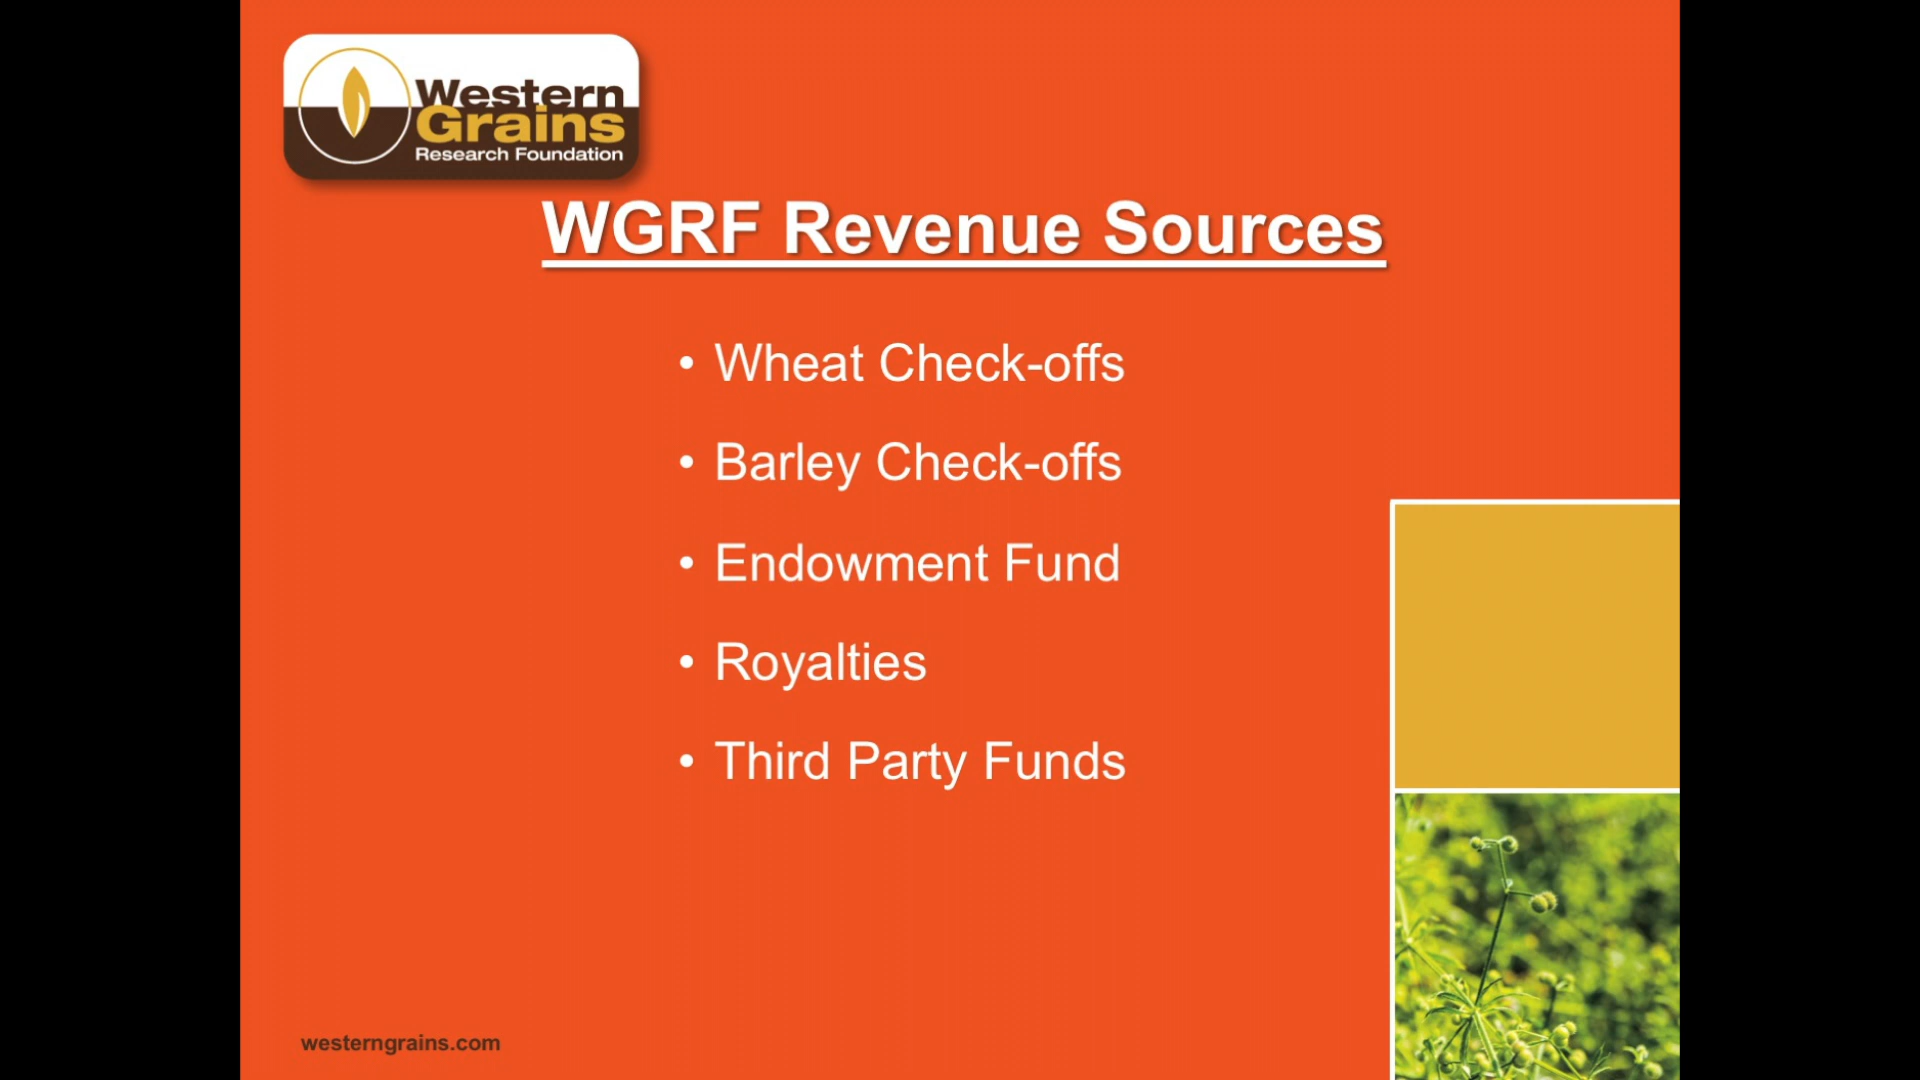 Western
Grains
Research Foundation
WGRF Revenue Sources
• Wheat Check-offs
• Barley Check-offs
• Endowment Fund
• Royalties
• Third Party Funds
westerngrains.com